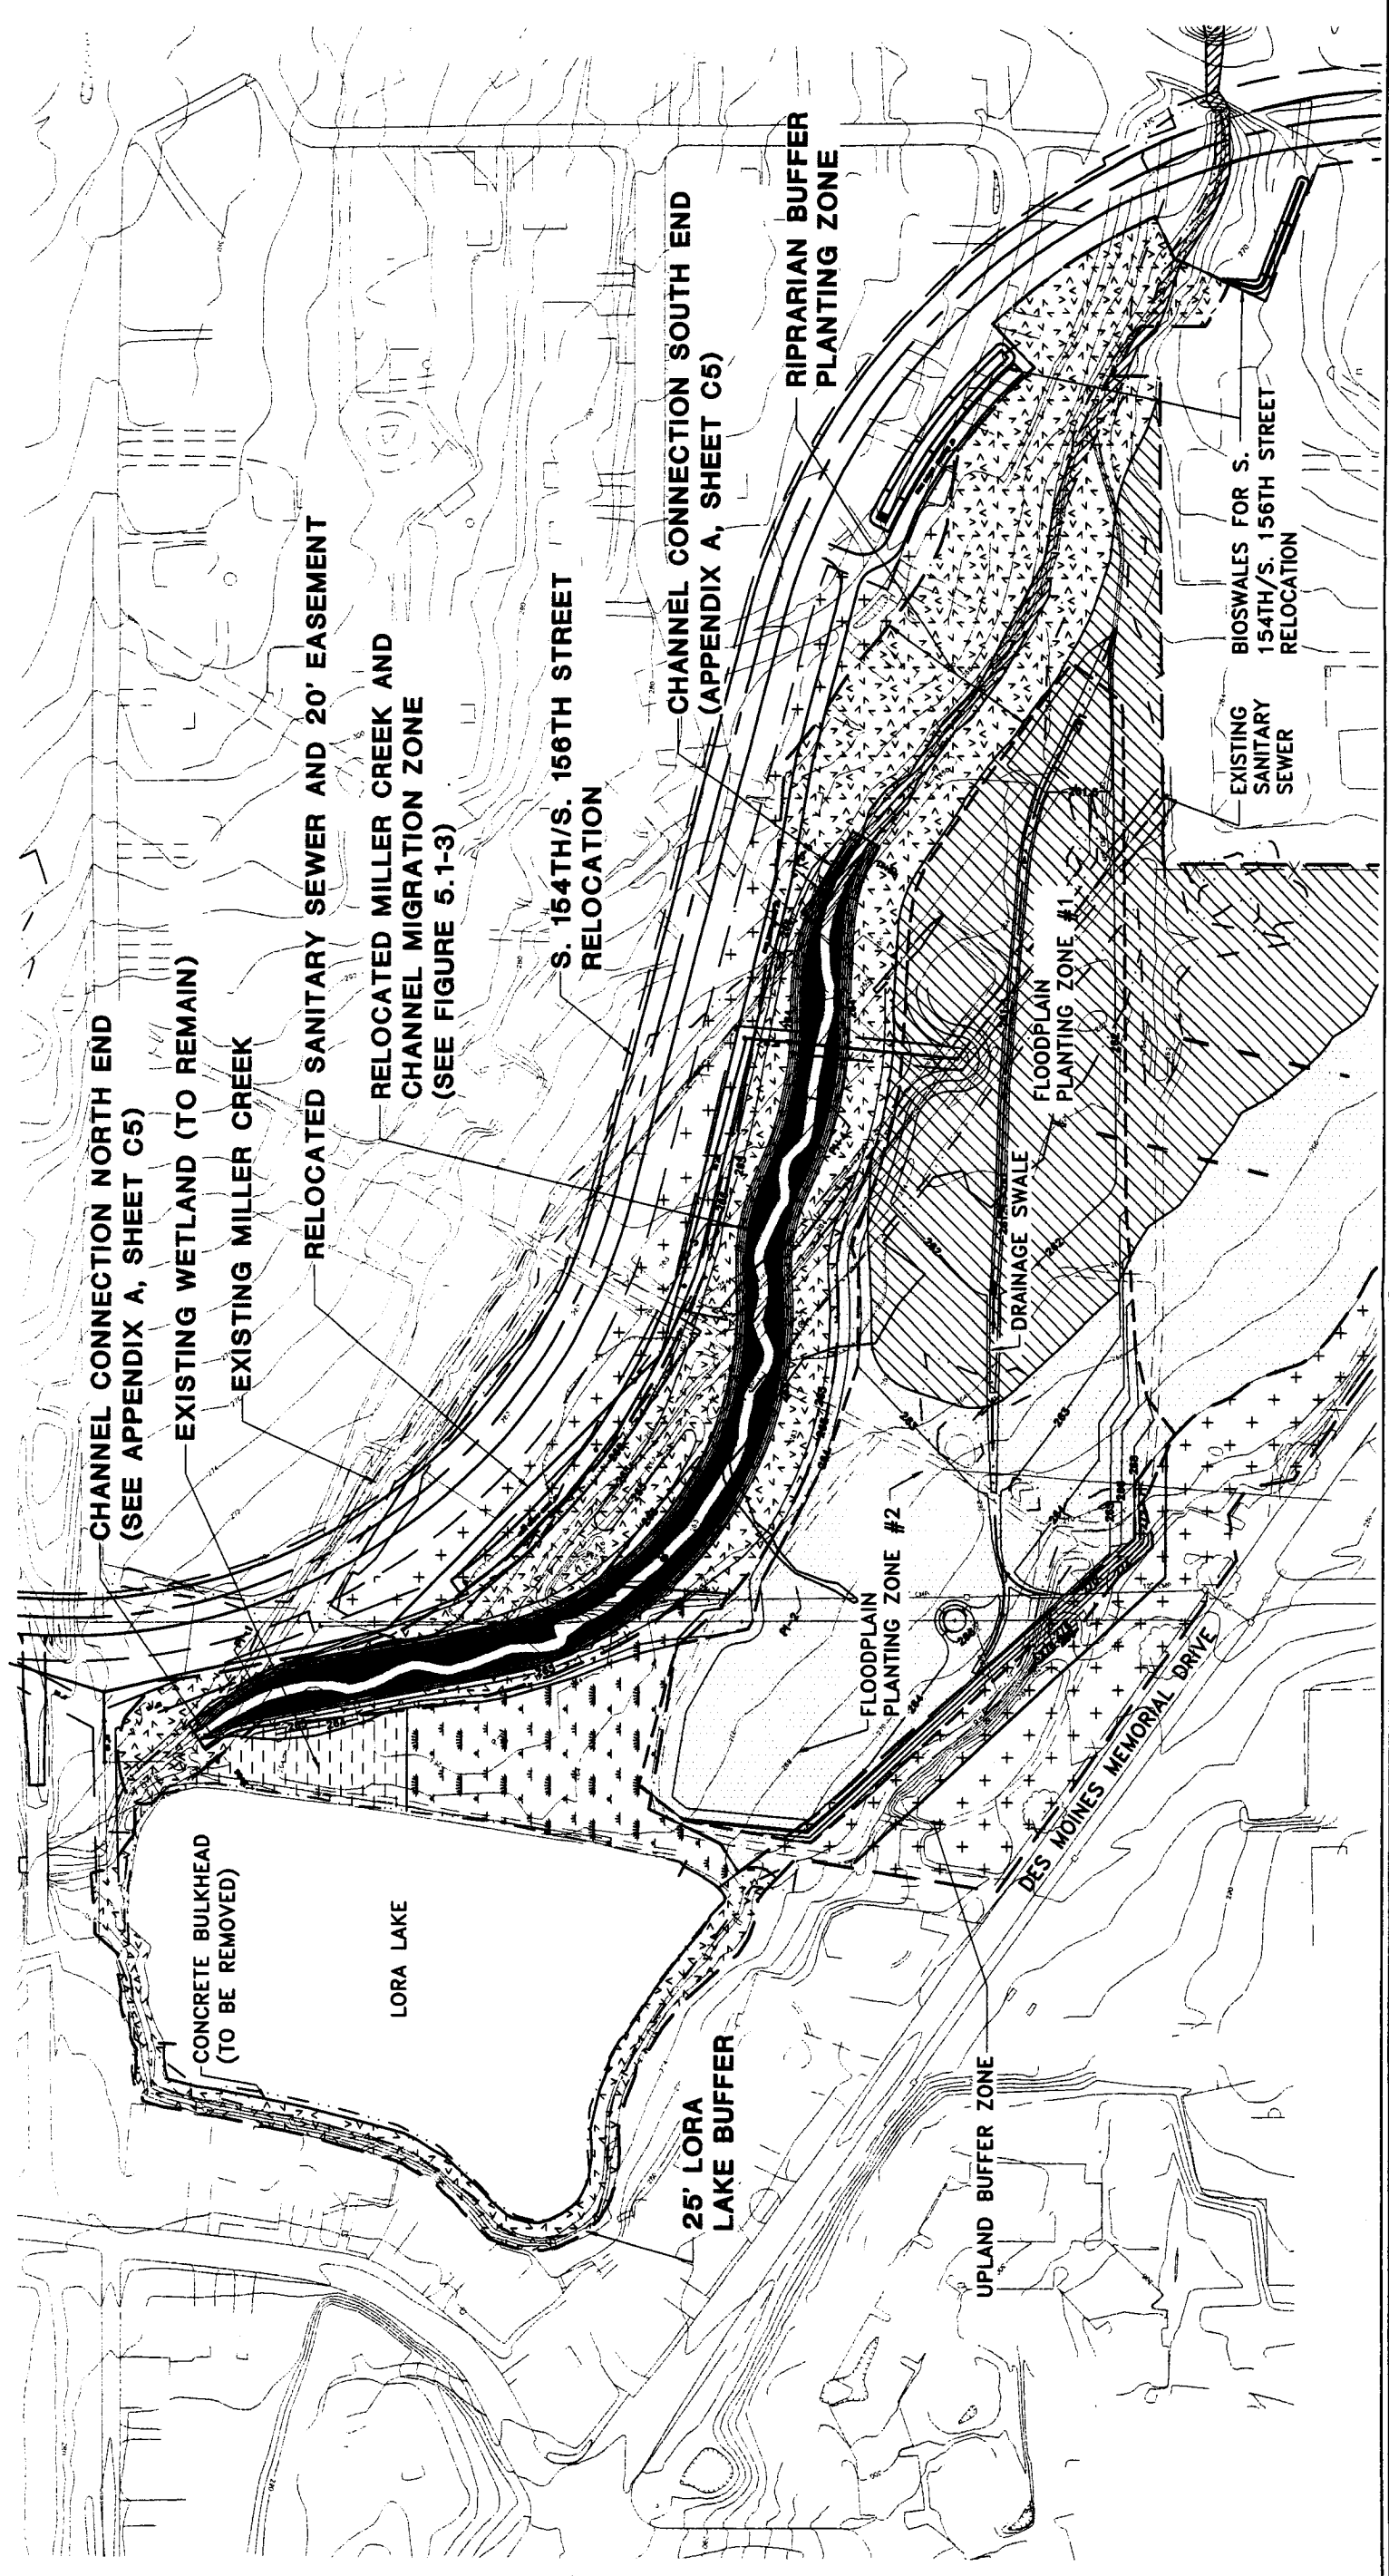 CHANNEL CONNECTION NORTH END
(SEE APPENDIX A, SHEET C5)
EXISTING WETLAND (TO REMAIN)
EXISTING MILLER CREEK
RELOCATED SANITARY SEWER AND 20' EASEMENT
RELOCATED MILLER CREEK AND
CHANNEL MIGRATION ZONE
(SEE FIGURE 5.1-3)
S. 154TH/S. 156TH STREET
RELOCATION
CHANNEL CONNECTION SOUTH END
(APPENDIX A, SHEET C5)
RIPRARIAN BUFFER
PLANTING ZONE
CONCRETE BULKHEAD
(TO BE REMOVED)
LORA LAKE
25' LORA
LAKE BUFFER
FLOODPLAIN
PLANTING ZONE #2
UPLAND BUFFER ZONE
DES MOINES MEMORIAL DRIVE
DRAINAGE SWALE
FLOODPLAIN
PLANTING ZONE #1
EXISTING
SANITARY
SEWER
BIOSWALES FOR S.
154TH/S. 156TH STREET
RELOCATION